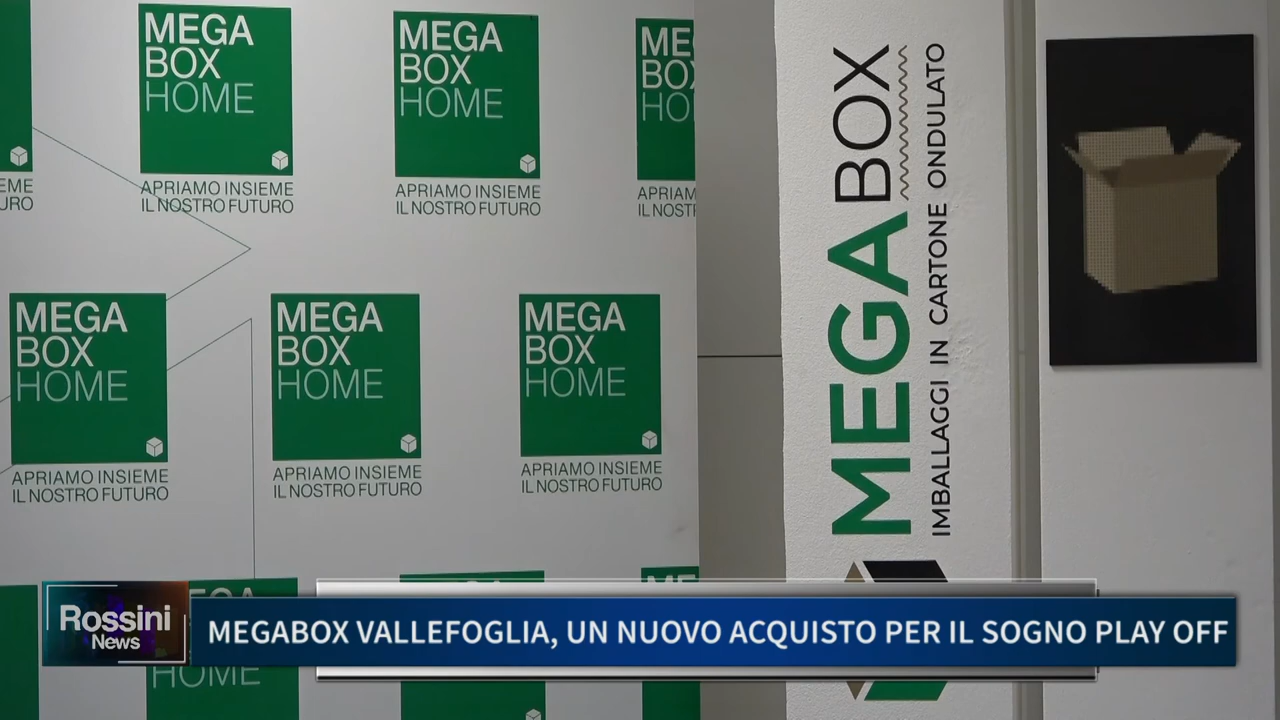 MEGA
BOX
HOME
APRIAMO INSIEME
IL NOSTRO FUTURO
MEGA
BOX
HOME
APRIAMO INSIEME
IL NOSTRO FUTURO
MEGA
BOX
HOME
APRIAMO INSIEME
IL NOSTRO FUTURO
MEGA
BOX
HOME
APRIAMO INSIEME
IL NOSTRO FUTURO
MEGA
BOX
HOME
APRIAMO INSIEME
IL NOSTRO FUTURO
MEGABOX
IMBALLAGGI IN CARTONE ONDULATO
Rossini
News
MEGABOX VALLEFOGLIA, UN NUOVO ACQUISTO PER IL SOGNO PLAY OFF
HOME